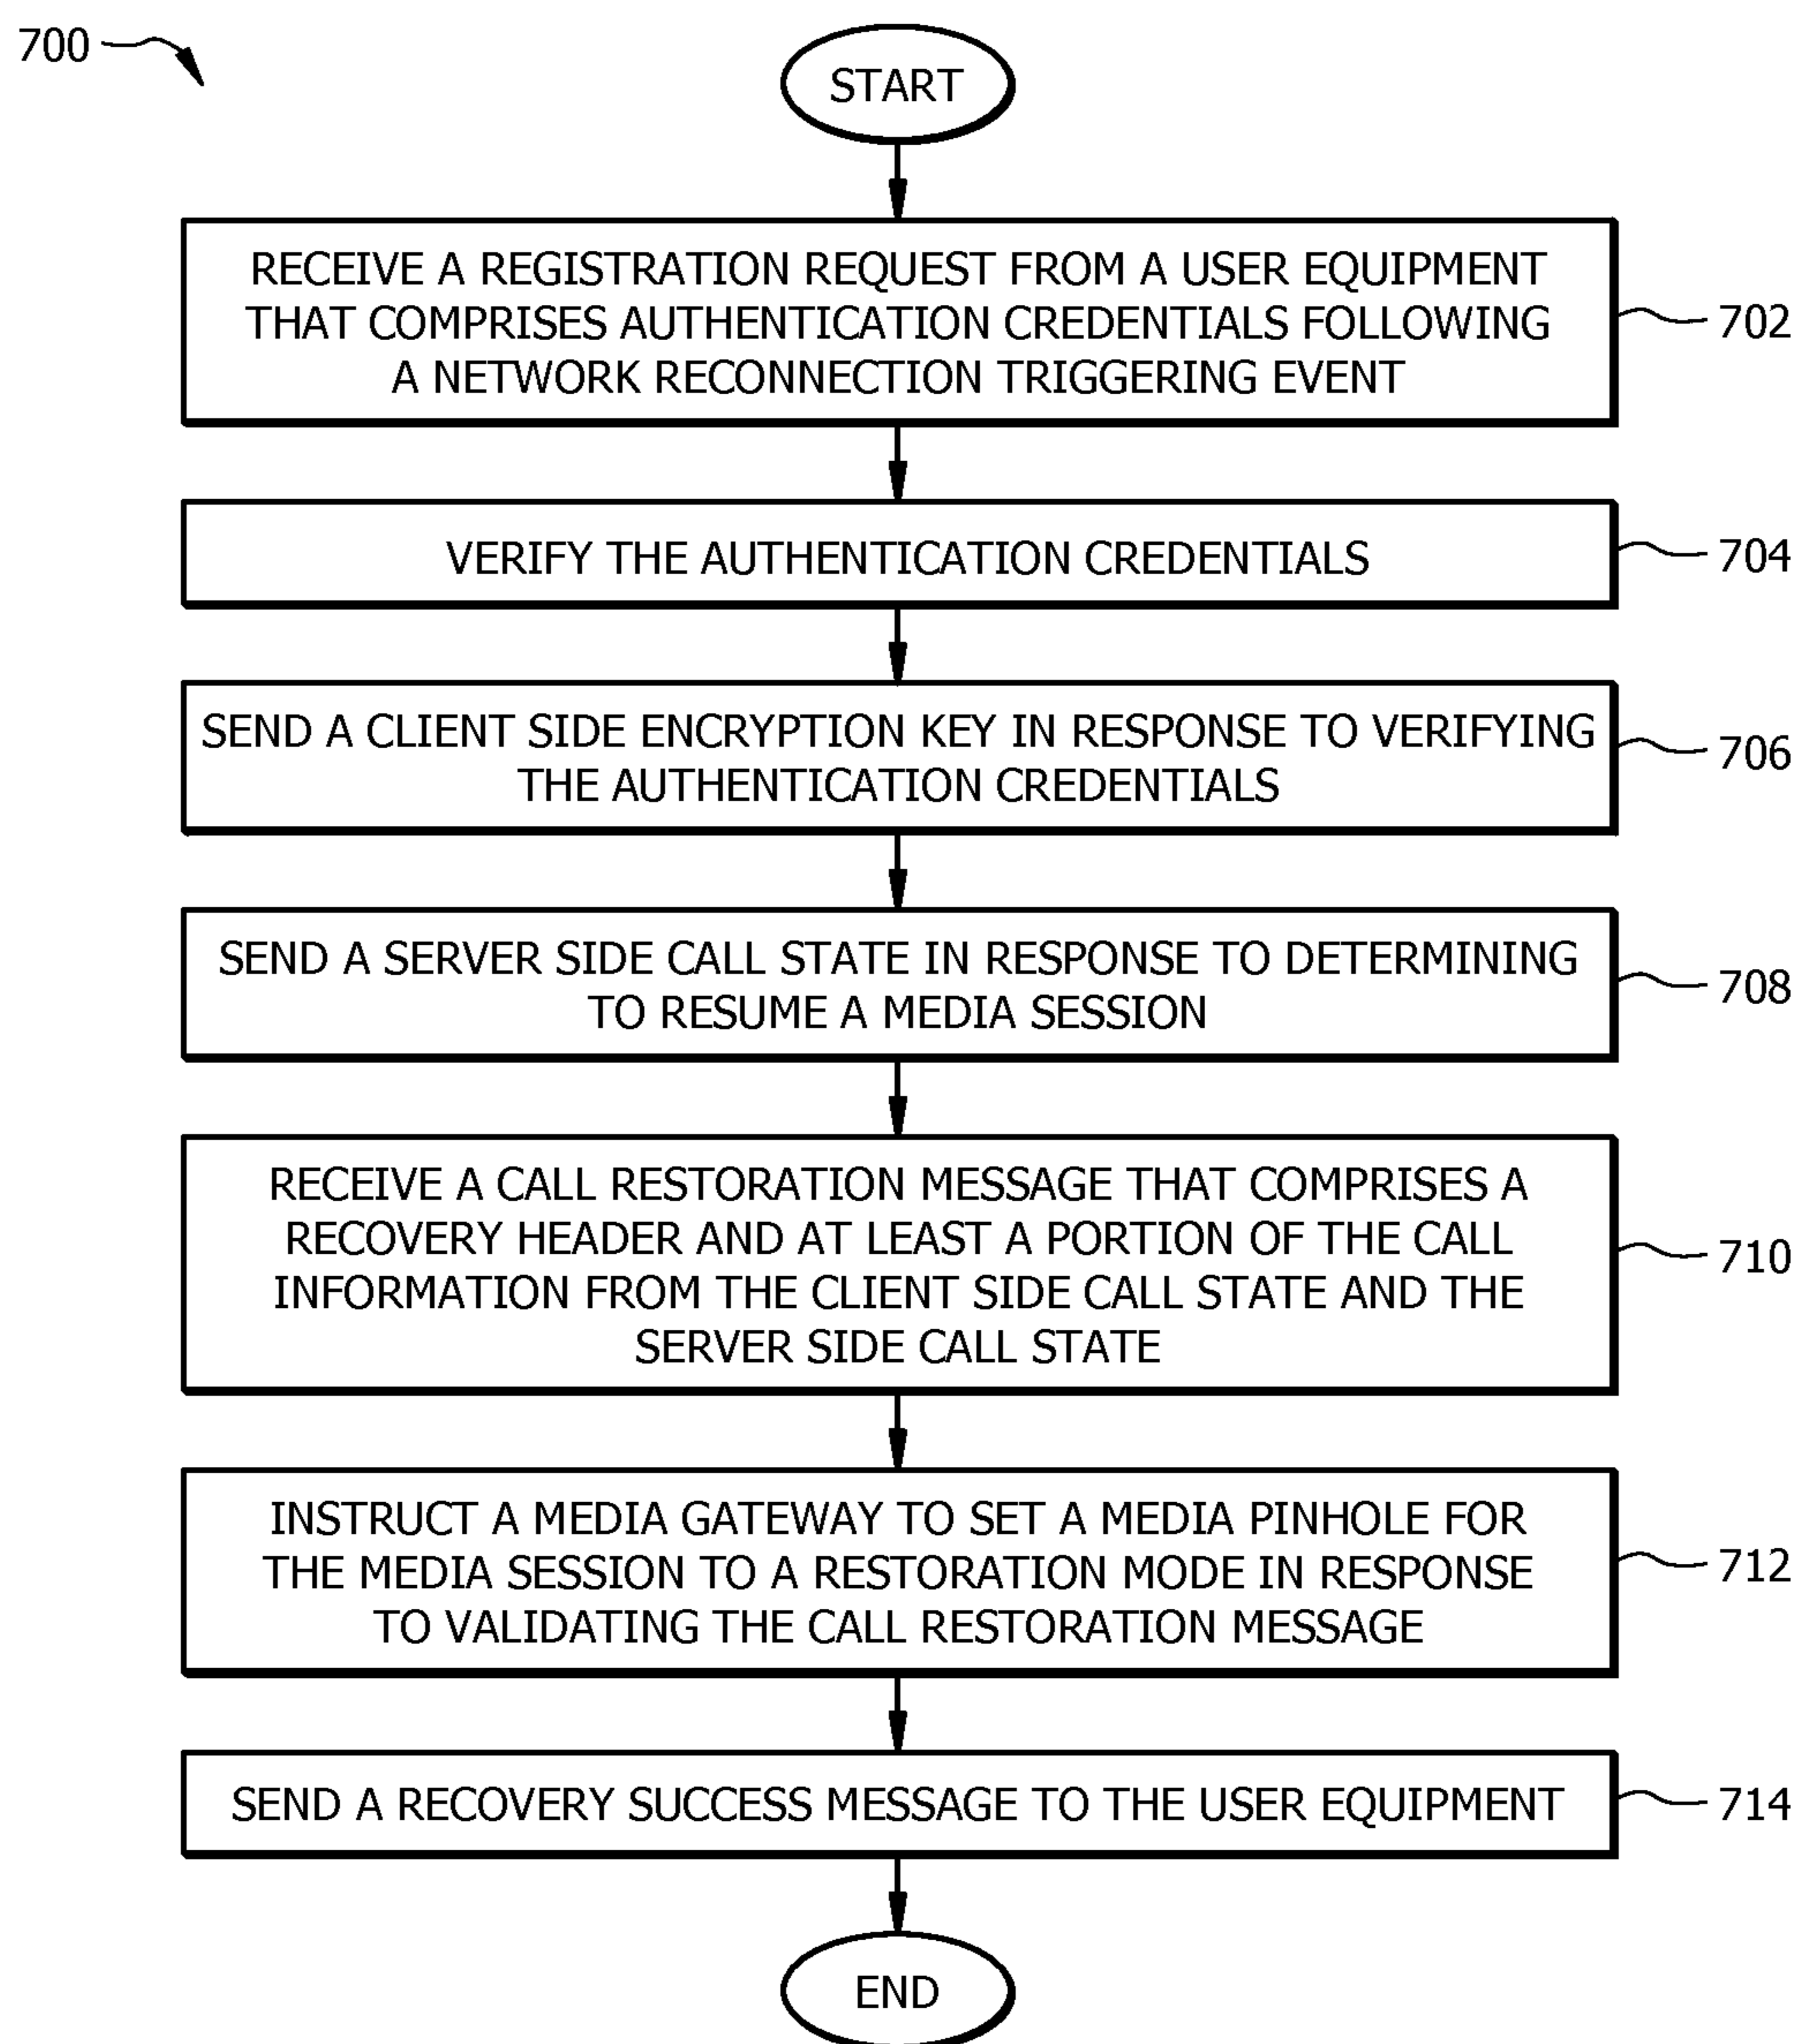 700
START
RECEIVE A REGISTRATION REQUEST FROM A USER EQUIPMENT
THAT COMPRISES AUTHENTICATION CREDENTIALS FOLLOWING
A NETWORK RECONNECTION TRIGGERING EVENT
702
VERIFY THE AUTHENTICATION CREDENTIALS
704
SEND A CLIENT SIDE ENCRYPTION KEY IN RESPONSE TO VERIFYING
THE AUTHENTICATION CREDENTIALS
706
SEND A SERVER SIDE CALL STATE IN RESPONSE TO DETERMINING
TO RESUME A MEDIA SESSION
708
RECEIVE A CALL RESTORATION MESSAGE THAT COMPRISES A
RECOVERY HEADER AND AT LEAST A PORTION OF THE CALL
INFORMATION FROM THE CLIENT SIDE CALL STATE AND THE
SERVER SIDE CALL STATE
710
INSTRUCT A MEDIA GATEWAY TO SET A MEDIA PINHOLE FOR
THE MEDIA SESSION TO A RESTORATION MODE IN RESPONSE
TO VALIDATING THE CALL RESTORATION MESSAGE
712
SEND A RECOVERY SUCCESS MESSAGE TO THE USER EQUIPMENT
714
END